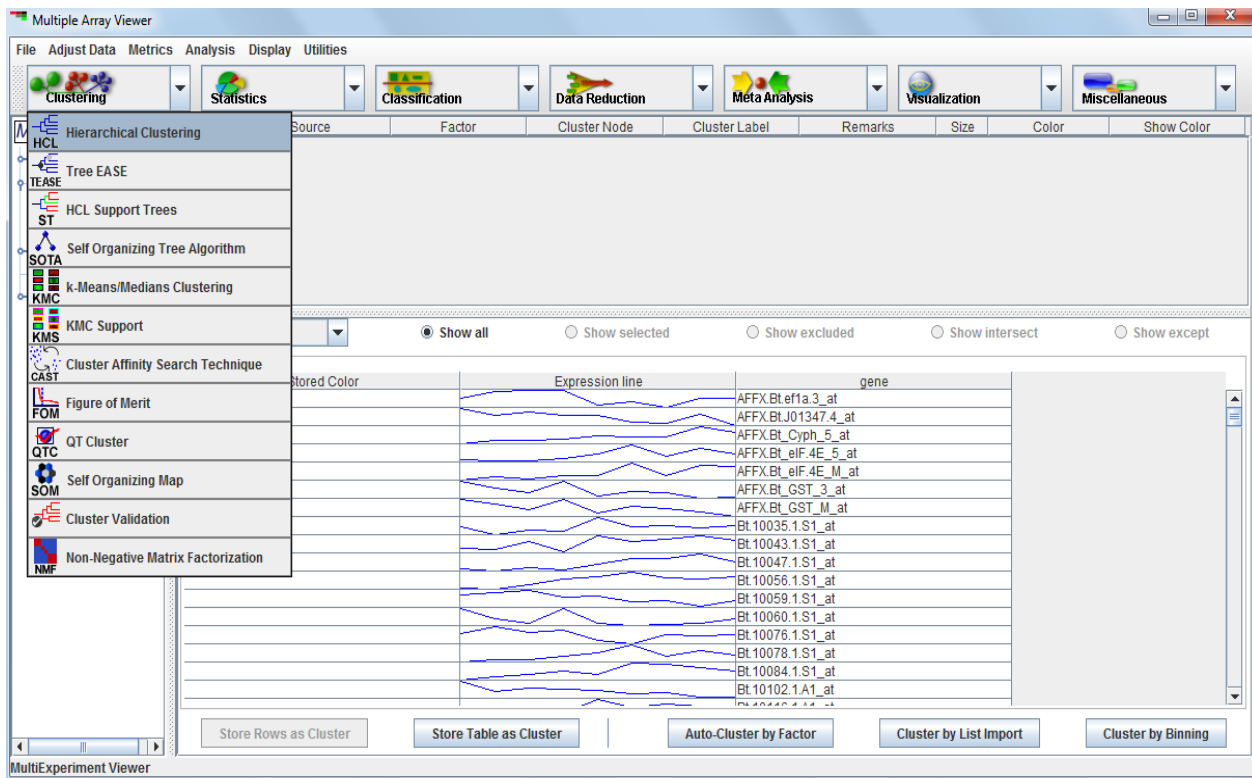 Multiple Array Viewer
File Adjust Data Metrics Analysis Display Utilities
Clustering Statistics Classification Data Reduction Meta Analysis Visualization Miscellaneous
Source Factor Cluster Node Cluster Label Remarks Size Color Show Color
HCL Hierarchical Clustering
TEASE Tree EASE
ST HCL Support Trees
SOTA Self Organizing Tree Algorithm
KMC k-Means/Medians Clustering
KMS KMC Support
CAST Cluster Affinity Search Technique
FOM Figure of Merit
QTC QT Cluster
SOM Self Organizing Map
Cluster Validation
NMF Non-Negative Matrix Factorization
Show all Show selected Show excluded Show intersect Show except
Stored Color Expression line gene
AFFX.Bt.ef1a.3_at
AFFX.Bt.J01347.4_at
AFFX.Bt_Cyph_5_at
AFFX.Bt_eIF.4E_5_at
AFFX.Bt_eIF.4E_M_at
AFFX.Bt_GST_3_at
AFFX.Bt_GST_M_at
Bt.10035.1.S1_at
Bt.10043.1.S1_at
Bt.10047.1.S1_at
Bt.10056.1.S1_at
Bt.10059.1.S1_at
Bt.10060.1.S1_at
Bt.10076.1.S1_at
Bt.10078.1.S1_at
Bt.10084.1.S1_at
Bt.10102.1.A1_at
Store Rows as Cluster Store Table as Cluster Auto-Cluster by Factor Cluster by List Import Cluster by Binning
MultiExperiment Viewer